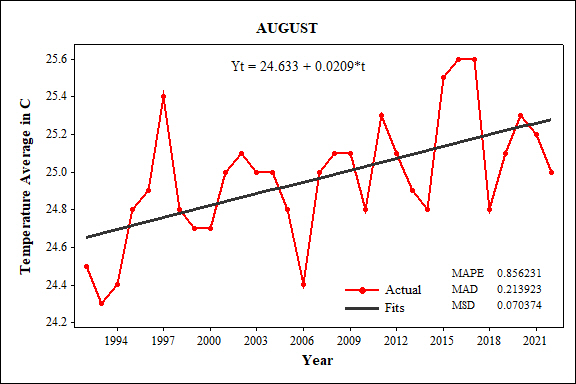 AUGUST
Yt = 24.633 + 0.0209*t
Temperature Average in C
25.6
25.4
25.2
25.0
24.8
24.6
24.4
24.2
Actual
Fits
MAPE 0.856231
MAD 0.213923
MSD 0.070374
1994 1997 2000 2003 2006 2009 2012 2015 2018 2021
Year